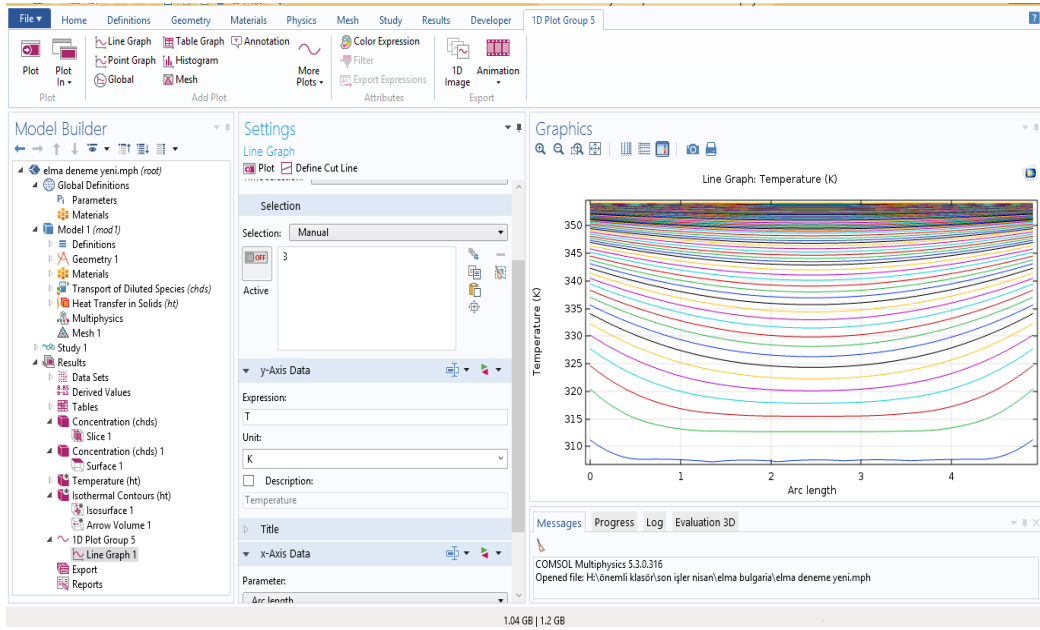 File ▾ Home Definitions Geometry Materials Physics Mesh Study Results Developer 1D Plot Group 5
Plot
Plot In
Line Graph Table Graph Annotation
Point Graph Histogram
Global Mesh
More Plots
Color Expression
Filter
Export Expressions
1D Image
Animation
Plot Add Plot Attributes Export
Model Builder
elma deneme yeni.mph (root)
Global Definitions
Pi Parameters
Materials
Model 1 (mod1)
Definitions
Geometry 1
Materials
Transport of Diluted Species (chds)
Heat Transfer in Solids (ht)
Multiphysics
Mesh 1
Study 1
Results
Data Sets
8.85 e-12 Derived Values
Tables
Concentration (chds)
Slice 1
Concentration (chds) 1
Surface 1
Temperature (ht)
Isothermal Contours (ht)
Isosurface 1
Arrow Volume 1
1D Plot Group 5
Line Graph 1
Export
Reports
Settings
Line Graph
Plot Define Cut Line
Selection
Selection: Manual
OFF
Active
3
y-Axis Data
Expression:
T
Unit:
K
Description:
Temperature
Title
x-Axis Data
Parameter:
Arc length
Graphics
Line Graph: Temperature (K)
Temperature (K)
350
345
340
335
330
325
320
315
310
0 1 2 3 4
Arc length
Messages Progress Log Evaluation 3D
COMSOL Multiphysics 5.3.0.316
Opened file: H:\önemli klasör\son işler nisan\elma bulgaria\elma deneme yeni.mph
1.04 GB | 1.2 GB